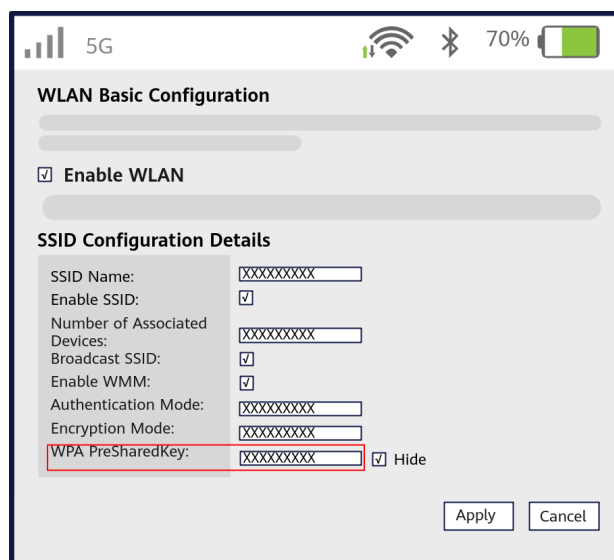 5G
70%
WLAN Basic Configuration
Enable WLAN
SSID Configuration Details
SSID Name: XXXXXXXXX
Enable SSID:
Number of Associated
Devices: XXXXXXXXX
Broadcast SSID:
Enable WMM:
Authentication Mode: XXXXXXXXX
Encryption Mode: XXXXXXXXX
WPA PreSharedKey: XXXXXXXXX Hide
Apply Cancel